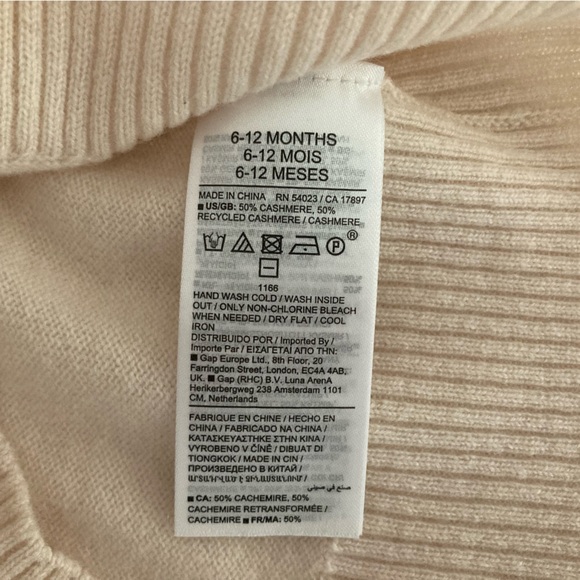 6-12 MONTHS
6-12 MOIS
6-12 MESES
MADE IN CHINA RN 54023 / CA 17897
■ US/GB: 50% CASHMERE, 50%
RECYCLED CASHMERE / CASHMERE
P ®
1166
HAND WASH COLD / WASH INSIDE
OUT / ONLY NON-CHLORINE BLEACH
WHEN NEEDED / DRY FLAT / COOL
IRON
DISTRIBUIDO POR / Imported By /
Importe Par / ΕΙΣΑΓΕΤΑΙ ΑΠΟ ΤΗΝ:
■ Gap Europe Ltd., 8th Floor, 20
Farringdon Street, London, EC4A 4AB,
UK. ■ Gap (RHC) B.V. Luna ArenA
Herikerbergweg 238 Amsterdam 1101
CM, Netherlands
FABRIQUE EN CHINE / HECHO EN
CHINA / FABRICADO NA CHINA /
ΚΑΤΑΣΚΕΥΑΣΤΗΚΕ ΣΤΗΝ ΚΙΝΑ /
VYROBENO V ČÍNĚ / DIBUAT DI
TIONGKOK / MADE IN CIN /
ПРОИЗВЕДЕНО В КИТАЙ /
صنع في صيني
■ CA: 50% CACHEMIRE, 50%
CACHEMIRE RETRANSFORMÉE /
CACHEMIRE ■ FR/MA: 50%